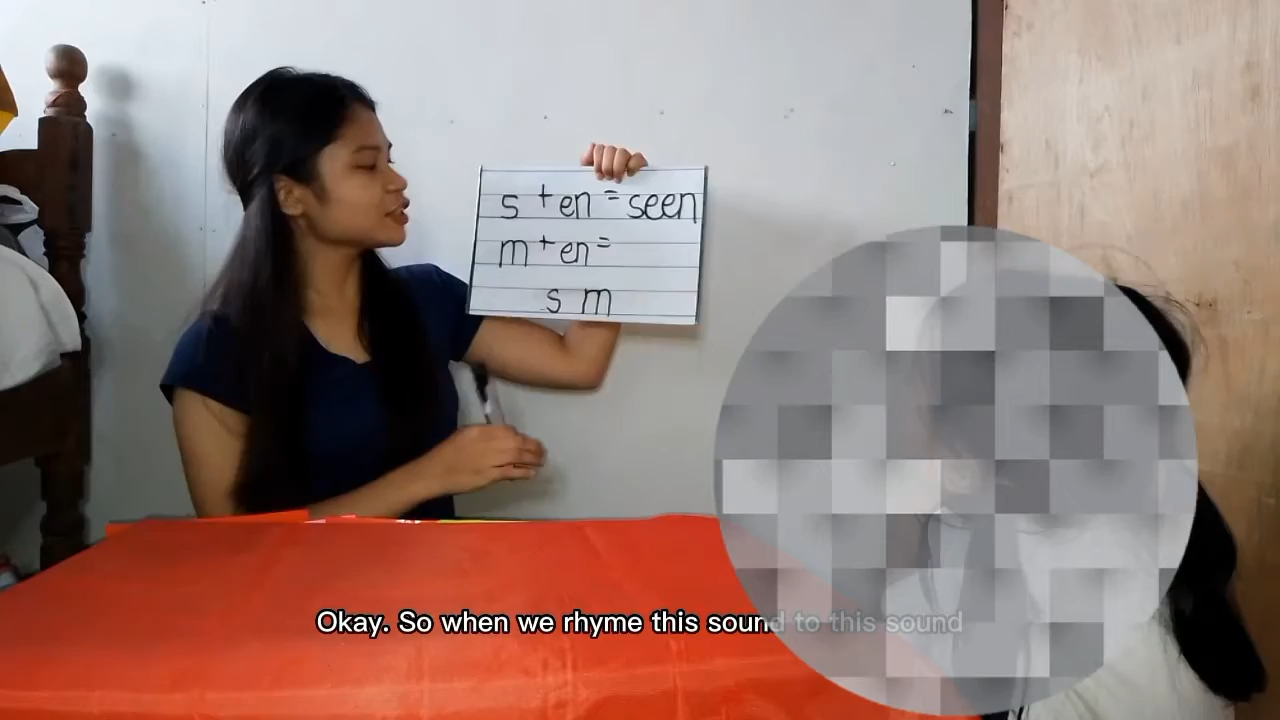 s + en = seen
m + en =
s m
Okay. So when we rhyme this sound to this sound